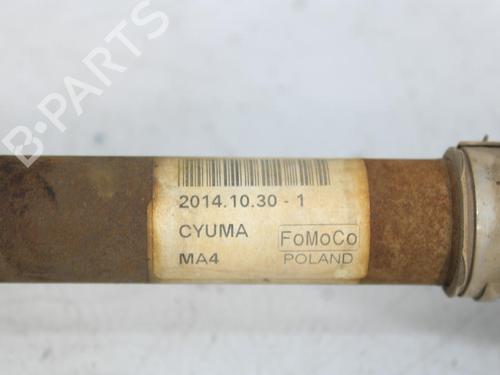 B-PARTS
2014.10.30 - 1
CYUMA
FoMoCo
MA4
POLAND